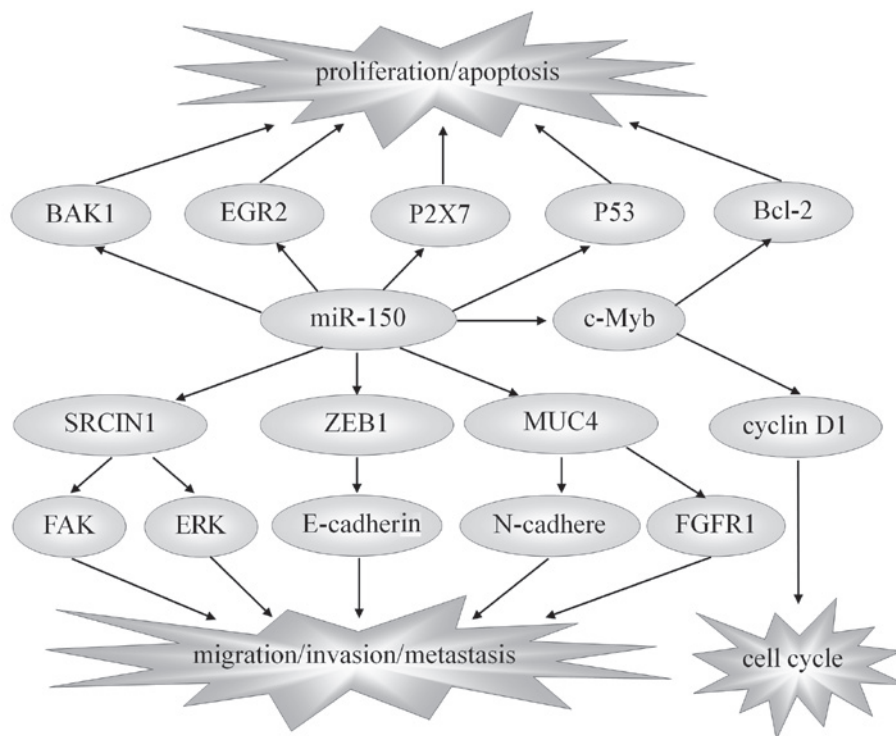 proliferation/apoptosis
BAK1
EGR2
P2X7
P53
Bcl-2
miR-150
c-Myb
SRCIN1
ZEB1
MUC4
cyclin D1
FAK
ERK
E-cadherin
N-cadhere
FGFR1
migration/invasion/metastasis
cell cycle